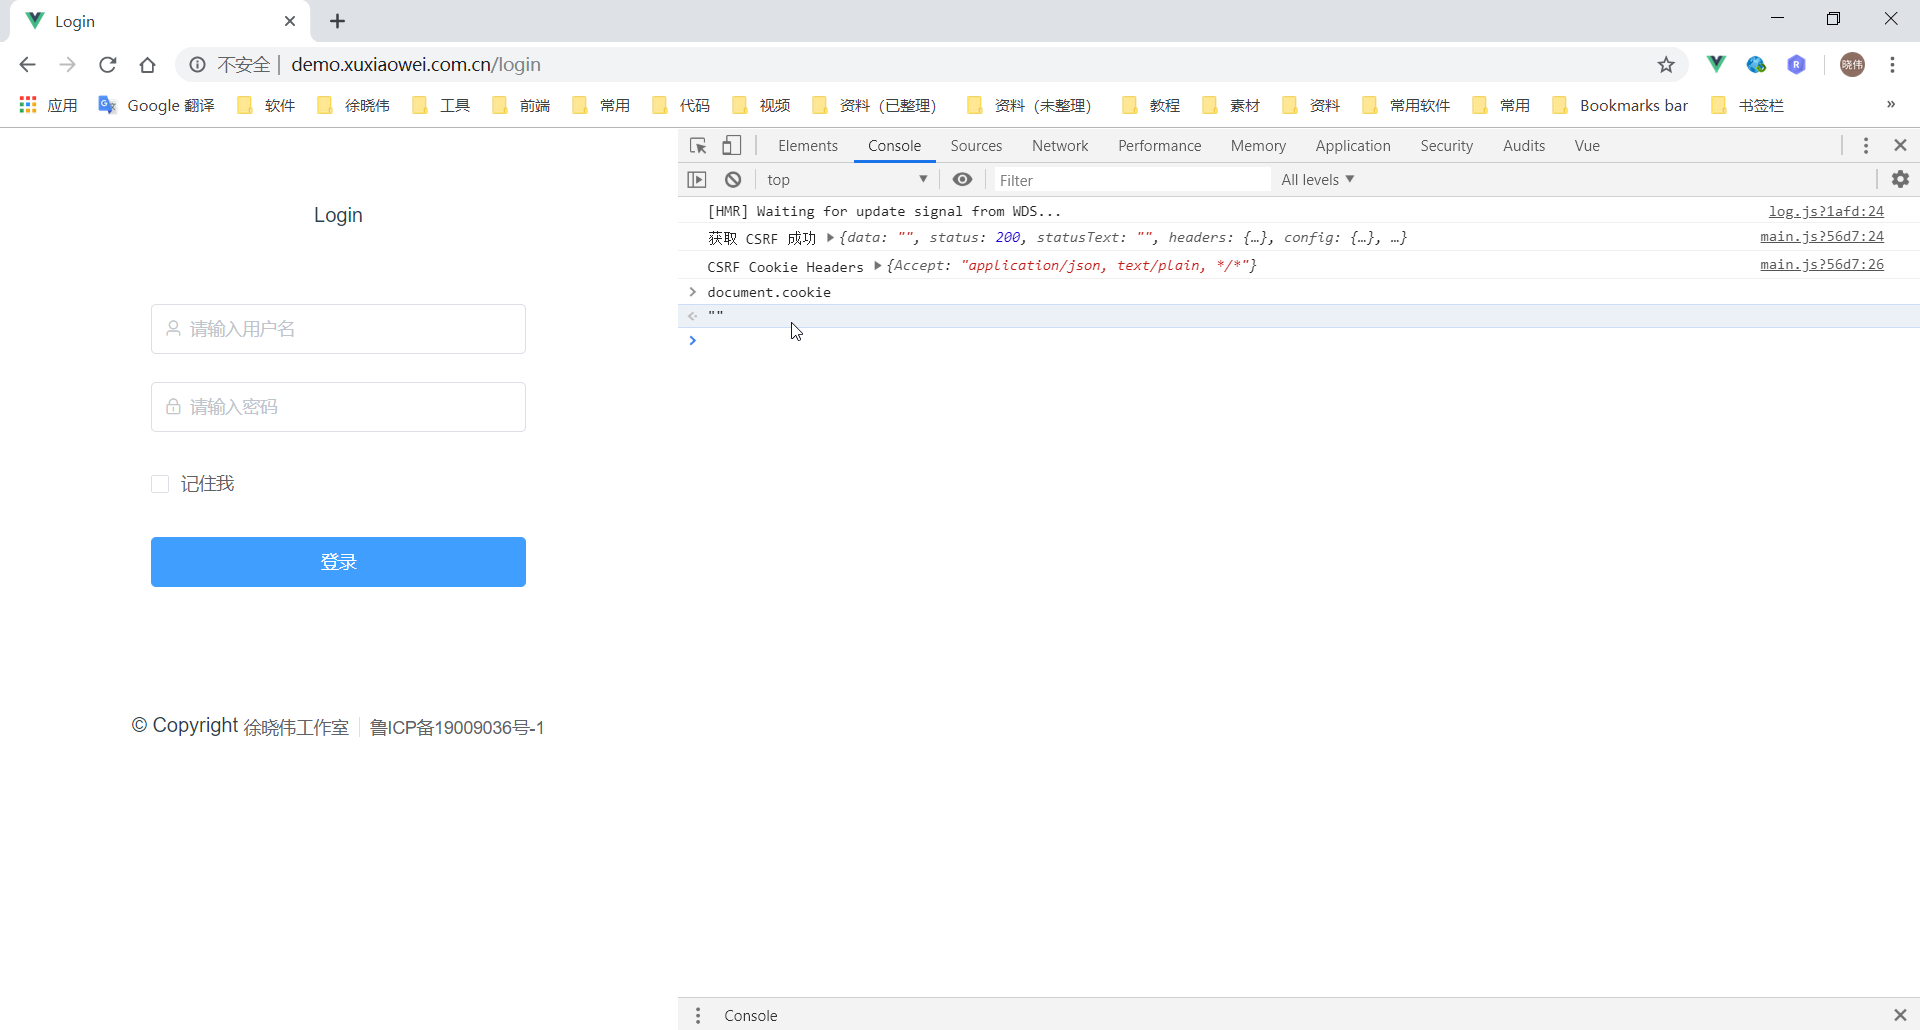 Login
不安全 | demo.xuxiaowei.com.cn/login
晓伟
应用 Google 翻译 软件 徐晓伟 工具 前端 常用 代码 视频 资料（已整理） 资料（未整理） 教程 素材 资料 常用软件 常用 Bookmarks bar 书签栏 »
Login
请输入用户名
请输入密码
记住我
登录
© Copyright 徐晓伟工作室 鲁ICP备19009036号-1
Elements Console Sources Network Performance Memory Application Security Audits Vue
top Filter All levels
[HMR] Waiting for update signal from WDS... log.js?1afd:24
获取 CSRF 成功 {data: "", status: 200, statusText: "", headers: {…}, config: {…}, …} main.js?56d7:24
CSRF Cookie Headers {Accept: "application/json, text/plain, */*"} main.js?56d7:26
document.cookie
""
Console